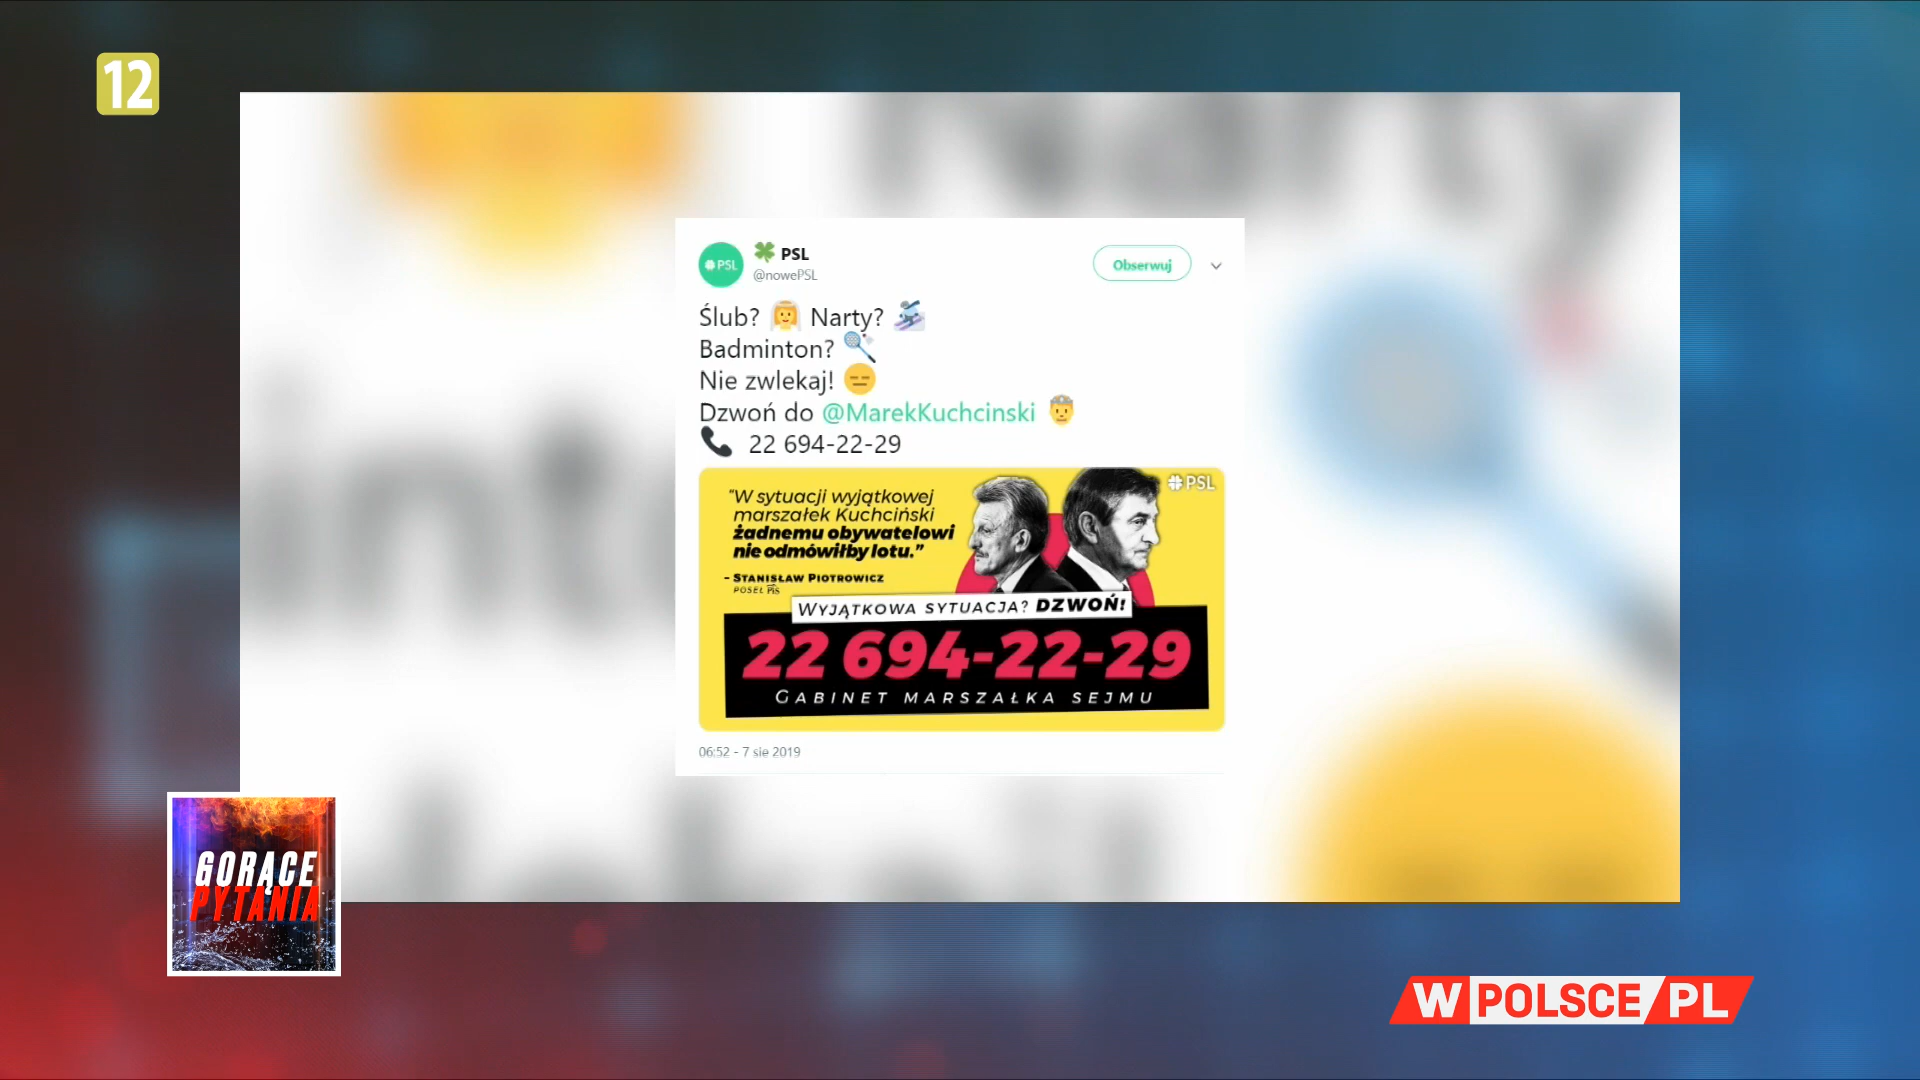 12
PSL
PSL
@nowePSL
Obserwuj
Ślub? Narty?
Badminton?
Nie zwlekaj!
Dzwoń do @MarekKuchcinski
22 694-22-29
PSL
"W sytuacji wyjątkowej
marszałek Kuchciński
żadnemu obywatelowi
nie odmówiłby lotu."
- Stanisław Piotrowicz
POSEŁ PiS
WYJĄTKOWA SYTUACJA? DZWOŃ!
22 694-22-29
GABINET MARSZAŁKA SEJMU
06:52 - 7 sie 2019
GORĄCE
PYTANIA
W POLSCE/PL